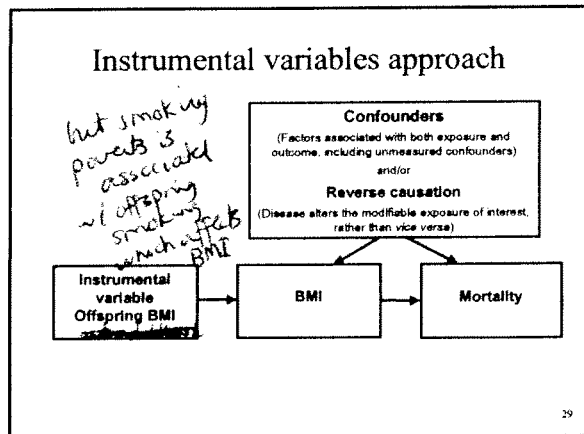 Instrumental variables approach
but smoking
parents is
associated
w/ offspring
smoking
which affects
BMI
Confounders
(Factors associated with both exposure and
outcome, including unmeasured confounders)
and/or
Reverse causation
(Disease alters the modifiable exposure of interest,
rather than vice versa)
Instrumental
variable
Offspring BMI
BMI
Mortality
29